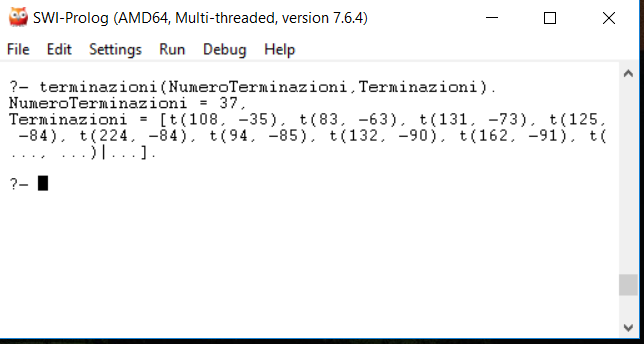 SWI-Prolog (AMD64, Multi-threaded, version 7.6.4)
File Edit Settings Run Debug Help
?- terminazioni(NumeroTerminazioni,Terminazioni).
NumeroTerminazioni = 37,
Terminazioni = [t(108, -35), t(83, -63), t(131, -73), t(125,
 -84), t(224, -84), t(94, -85), t(132, -90), t(162, -91), t(
..., ...)|...].
?-